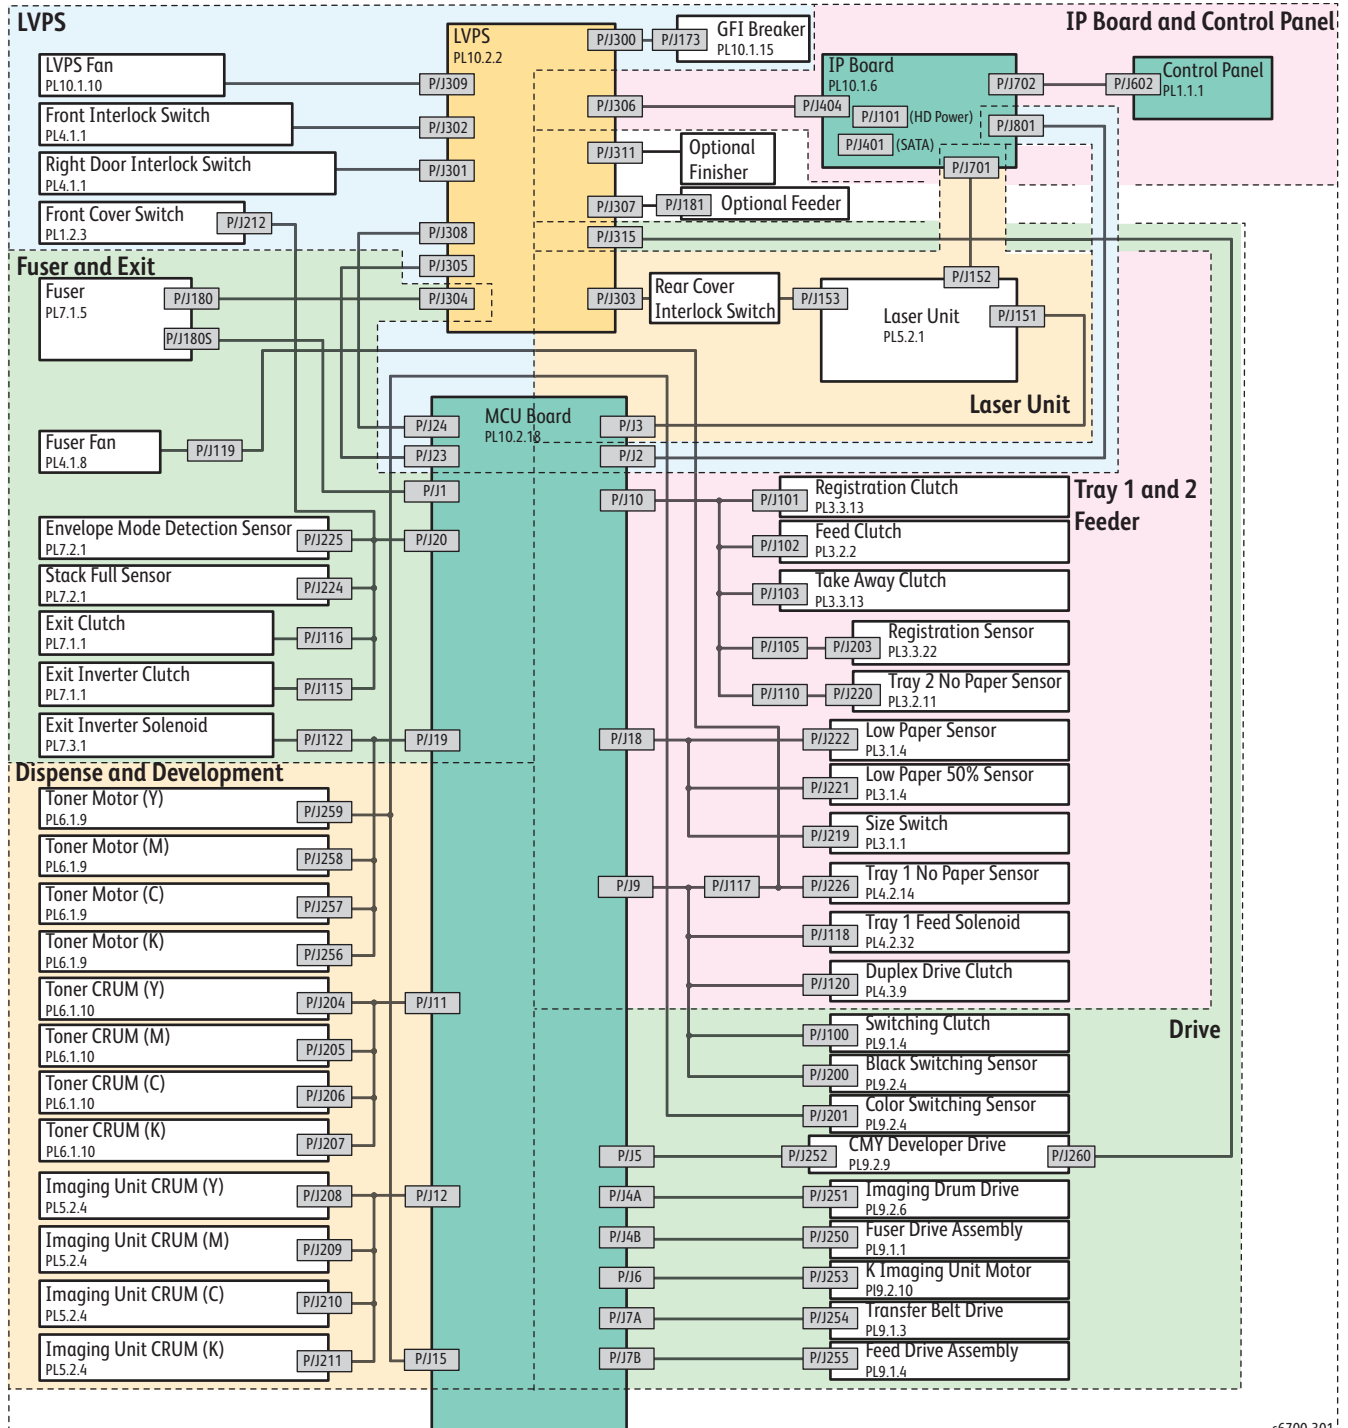 LVPS
IP Board and Control Panel
LVPS
PL10.2.2
P/J300
P/J173
GFI Breaker
PL10.1.15
LVPS Fan
PL10.1.10
P/J309
IP Board
PL10.1.6
P/J702
P/J602
Control Panel
PL1.1.1
Front Interlock Switch
PL4.1.1
P/J302
P/J306
P/J404
P/J101
(HD Power)
P/J801
P/J401
(SATA)
Right Door Interlock Switch
PL4.1.1
P/J301
P/J311
Optional
Finisher
P/J701
Front Cover Switch
PL1.2.3
P/J212
P/J307
P/J181
Optional Feeder
P/J308
P/J315
Fuser and Exit
P/J305
Fuser
PL7.1.5
P/J180
P/J304
P/J303
Rear Cover
Interlock Switch
P/J153
P/J152
Laser Unit
PL5.2.1
P/J151
P/J180S
Laser Unit
MCU Board
PL10.2.18
P/J24
P/J3
P/J23
P/J2
Fuser Fan
PL4.1.8
P/J119
P/J1
P/J10
P/J101
Registration Clutch
PL3.3.13
Tray 1 and 2
Feeder
Envelope Mode Detection Sensor
PL7.2.1
P/J225
P/J20
P/J102
Feed Clutch
PL3.2.2
Stack Full Sensor
PL7.2.1
P/J224
P/J103
Take Away Clutch
PL3.3.13
Exit Clutch
PL7.1.1
P/J116
P/J105
P/J203
Registration Sensor
PL3.3.22
Exit Inverter Clutch
PL7.1.1
P/J115
P/J110
P/J220
Tray 2 No Paper Sensor
PL3.2.11
Exit Inverter Solenoid
PL7.3.1
P/J122
P/J19
P/J18
P/J222
Low Paper Sensor
PL3.1.4
Dispense and Development
Toner Motor (Y)
PL6.1.9
P/J259
P/J221
Low Paper 50% Sensor
PL3.1.4
Toner Motor (M)
PL6.1.9
P/J258
P/J219
Size Switch
PL3.1.1
Toner Motor (C)
PL6.1.9
P/J257
P/J9
P/J117
P/J226
Tray 1 No Paper Sensor
PL4.2.14
Toner Motor (K)
PL6.1.9
P/J256
P/J118
Tray 1 Feed Solenoid
PL4.2.32
Toner CRUM (Y)
PL6.1.10
P/J204
P/J11
P/J120
Duplex Drive Clutch
PL4.3.9
Toner CRUM (M)
PL6.1.10
P/J205
P/J100
Switching Clutch
PL9.1.4
Drive
Toner CRUM (C)
PL6.1.10
P/J206
P/J200
Black Switching Sensor
PL9.2.4
Toner CRUM (K)
PL6.1.10
P/J207
P/J201
Color Switching Sensor
PL9.2.4
P/J5
P/J252
CMY Developer Drive
PL9.2.9
P/J260
Imaging Unit CRUM (Y)
PL5.2.4
P/J208
P/J12
P/J4A
P/J251
Imaging Drum Drive
PL9.2.6
Imaging Unit CRUM (M)
PL5.2.4
P/J209
P/J4B
P/J250
Fuser Drive Assembly
PL9.1.1
Imaging Unit CRUM (C)
PL5.2.4
P/J210
P/J6
P/J253
K Imaging Unit Motor
Pl9.2.10
P/J7A
P/J254
Transfer Belt Drive
PL9.1.3
Imaging Unit CRUM (K)
PL5.2.4
P/J211
P/J15
P/J7B
P/J255
Feed Drive Assembly
PL9.1.4
s6700-301